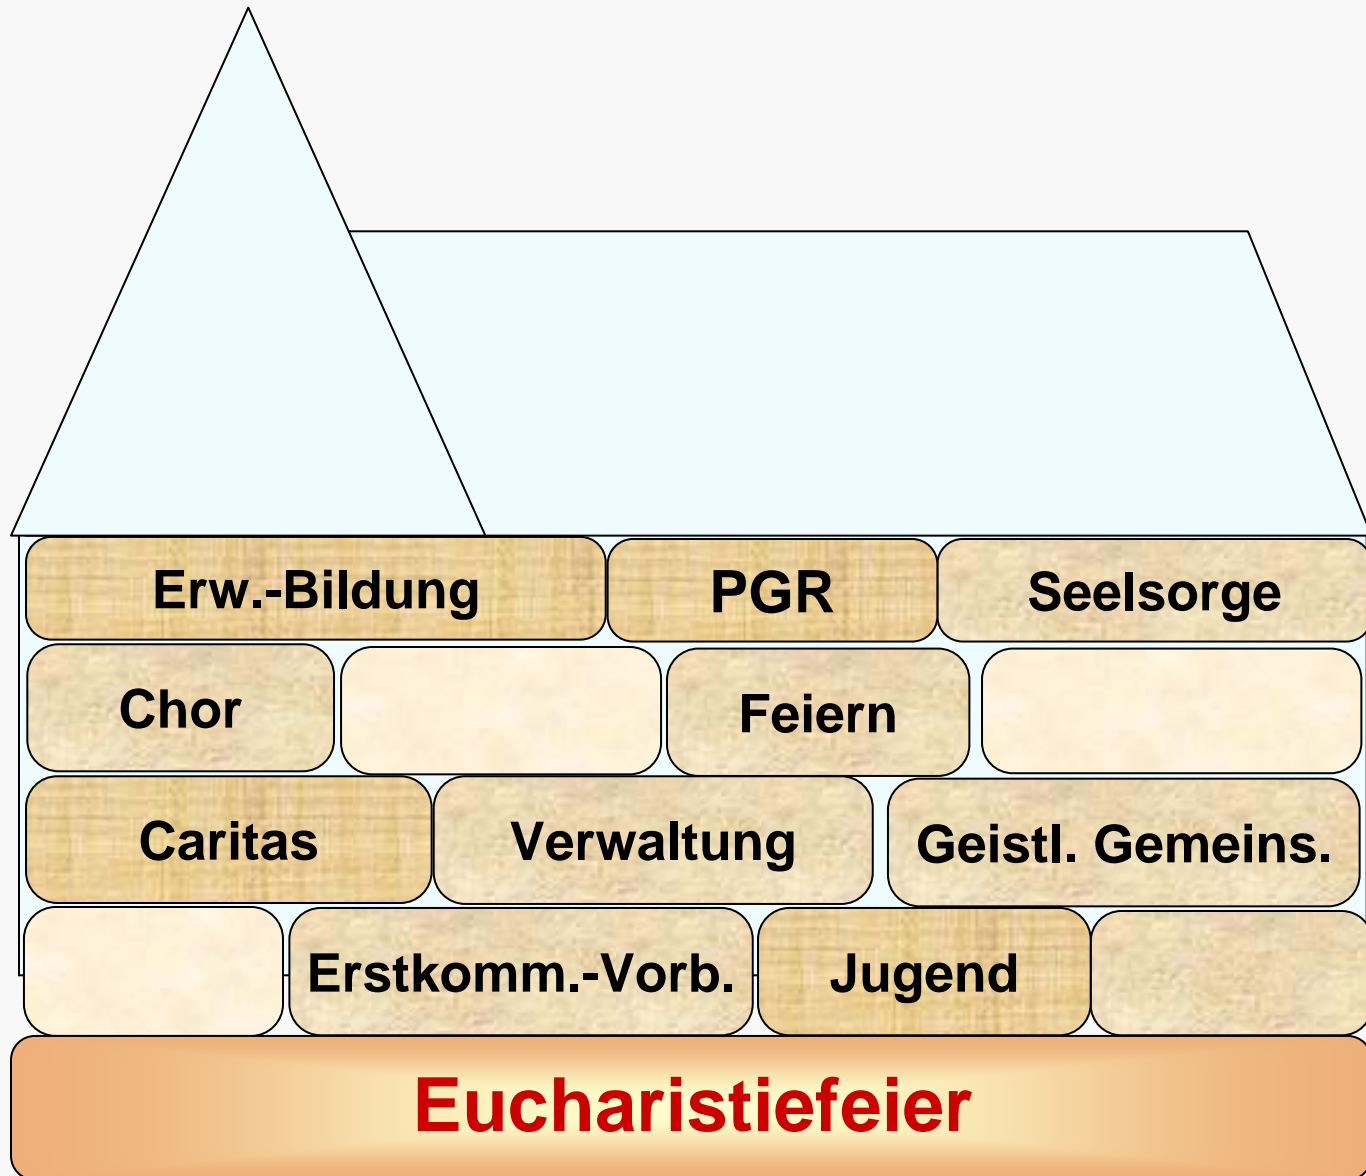 Erw.-Bildung PGR Seelsorge
Chor Feiern
Caritas Verwaltung Geistl. Gemeins.
Erstkomm.-Vorb. Jugend
Eucharistiefeier